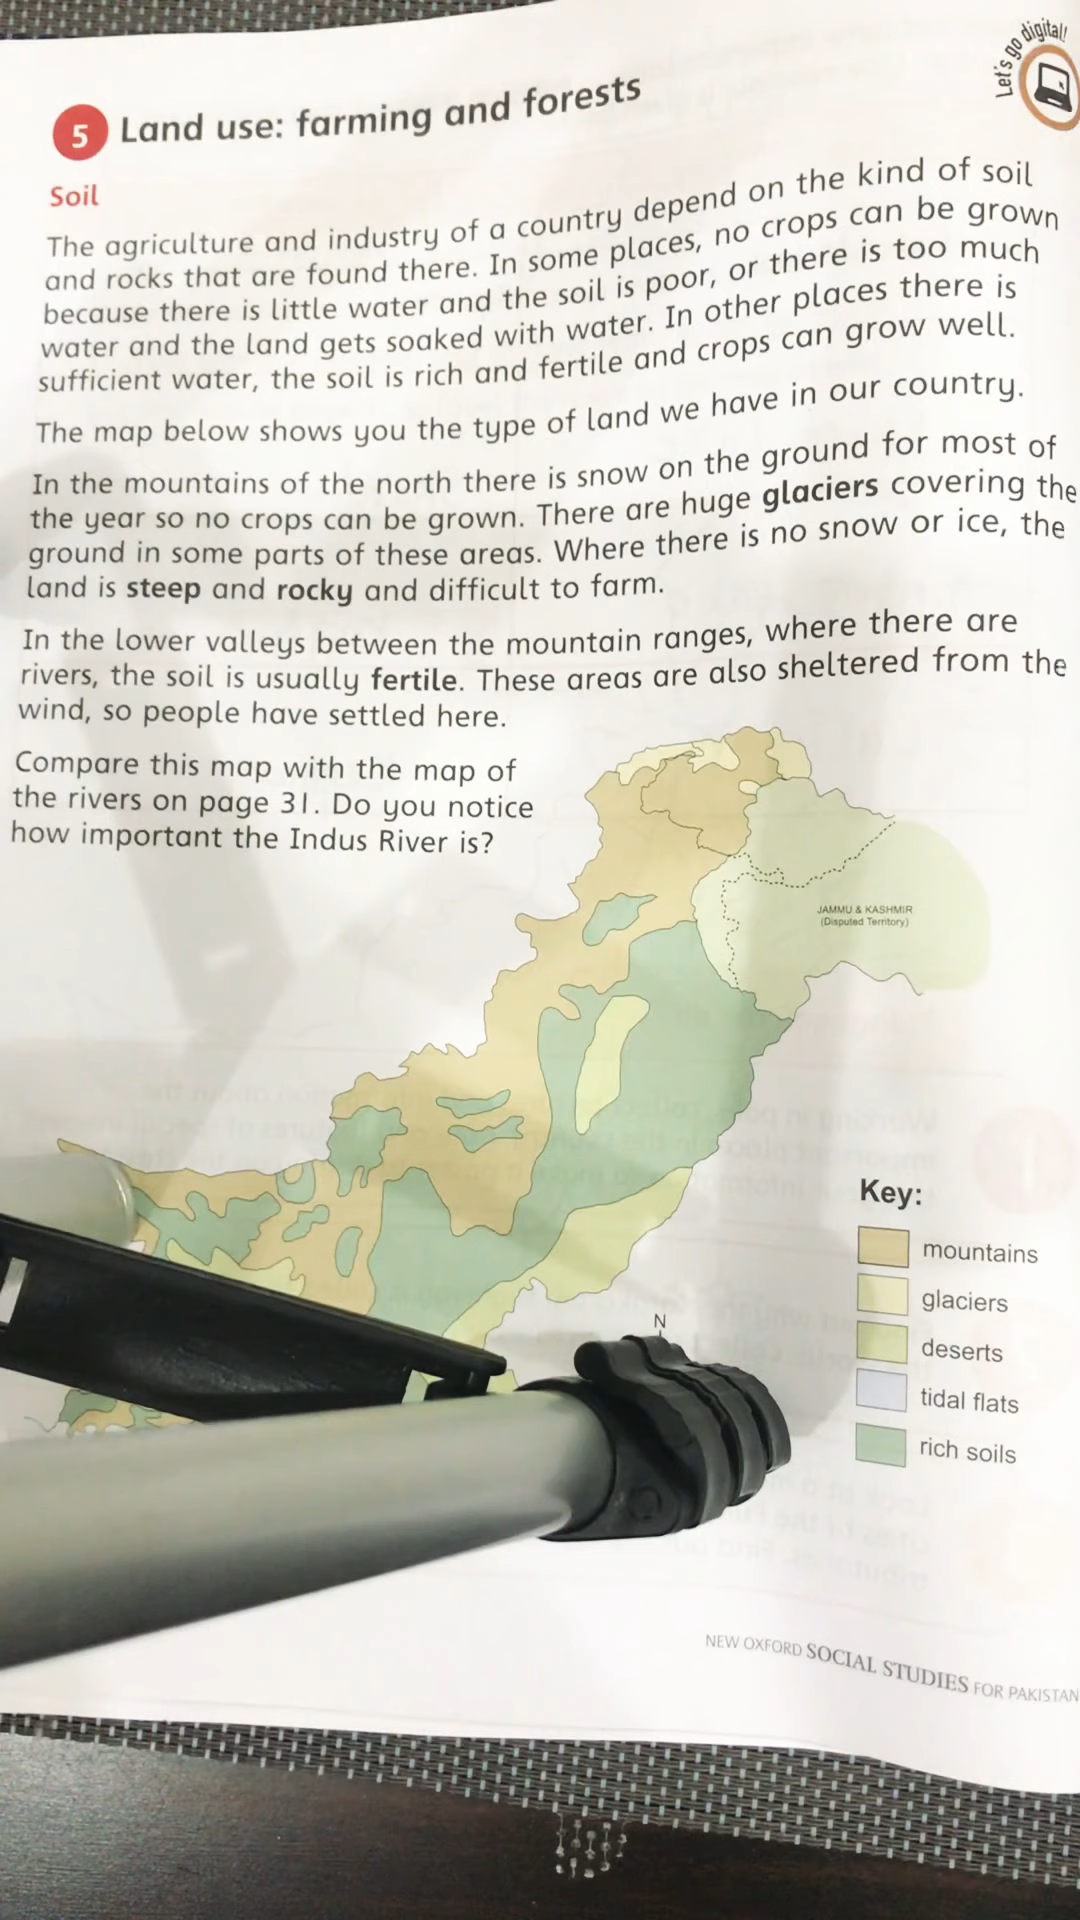 Let's go digital!
5 Land use: farming and forests
Soil
The agriculture and industry of a country depend on the kind of soil
and rocks that are found there. In some places, no crops can be grown
because there is little water and the soil is poor, or there is too much
water and the land gets soaked with water. In other places there is
sufficient water, the soil is rich and fertile and crops can grow well.
The map below shows you the type of land we have in our country.
In the mountains of the north there is snow on the ground for most of
the year so no crops can be grown. There are huge glaciers covering the
ground in some parts of these areas. Where there is no snow or ice, the
land is steep and rocky and difficult to farm.
In the lower valleys between the mountain ranges, where there are
rivers, the soil is usually fertile. These areas are also sheltered from the
wind, so people have settled here.
Compare this map with the map of
the rivers on page 31. Do you notice
how important the Indus River is?
JAMMU & KASHMIR
(Disputed Territory)
Key:
mountains
glaciers
deserts
tidal flats
rich soils
N
NEW OXFORD SOCIAL STUDIES FOR PAKISTAN